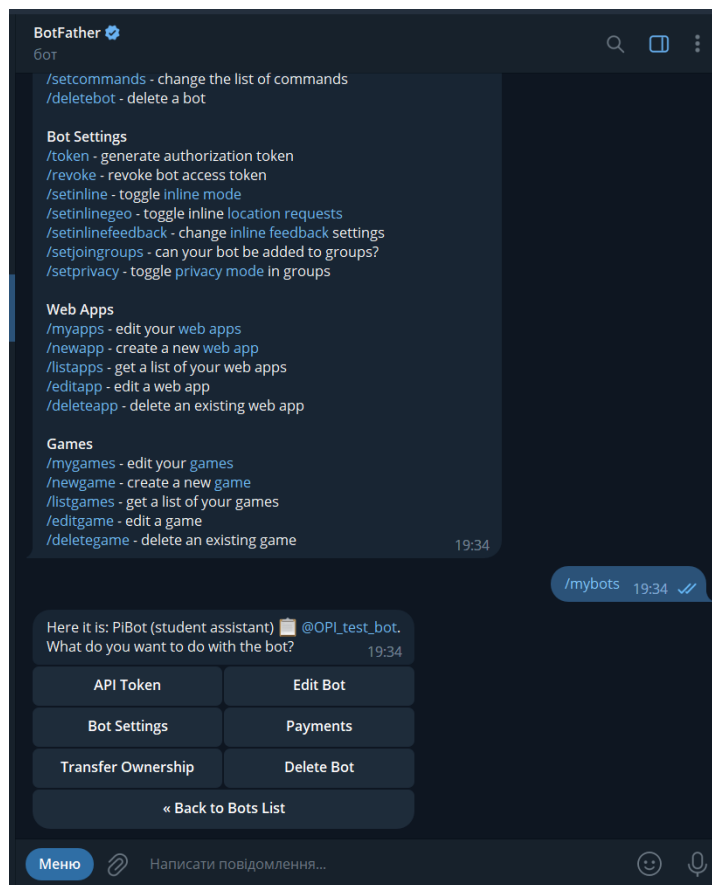 BotFather
бот
/setcommands - change the list of commands
/deletebot - delete a bot
Bot Settings
/token - generate authorization token
/revoke - revoke bot access token
/setinline - toggle inline mode
/setinlinegeo - toggle inline location requests
/setinlinefeedback - change inline feedback settings
/setjoingroups - can your bot be added to groups?
/setprivacy - toggle privacy mode in groups
Web Apps
/myapps - edit your web apps
/newapp - create a new web app
/listapps - get a list of your web apps
/editapp - edit a web app
/deleteapp - delete an existing web app
Games
/mygames - edit your games
/newgame - create a new game
/listgames - get a list of your games
/editgame - edit a game
/deletegame - delete an existing game 19:34
/mybots 19:34
Here it is: PiBot (student assistant) 📋 @OPI_test_bot.
What do you want to do with the bot? 19:34
API Token Edit Bot
Bot Settings Payments
Transfer Ownership Delete Bot
« Back to Bots List
Меню Написати повідомлення...